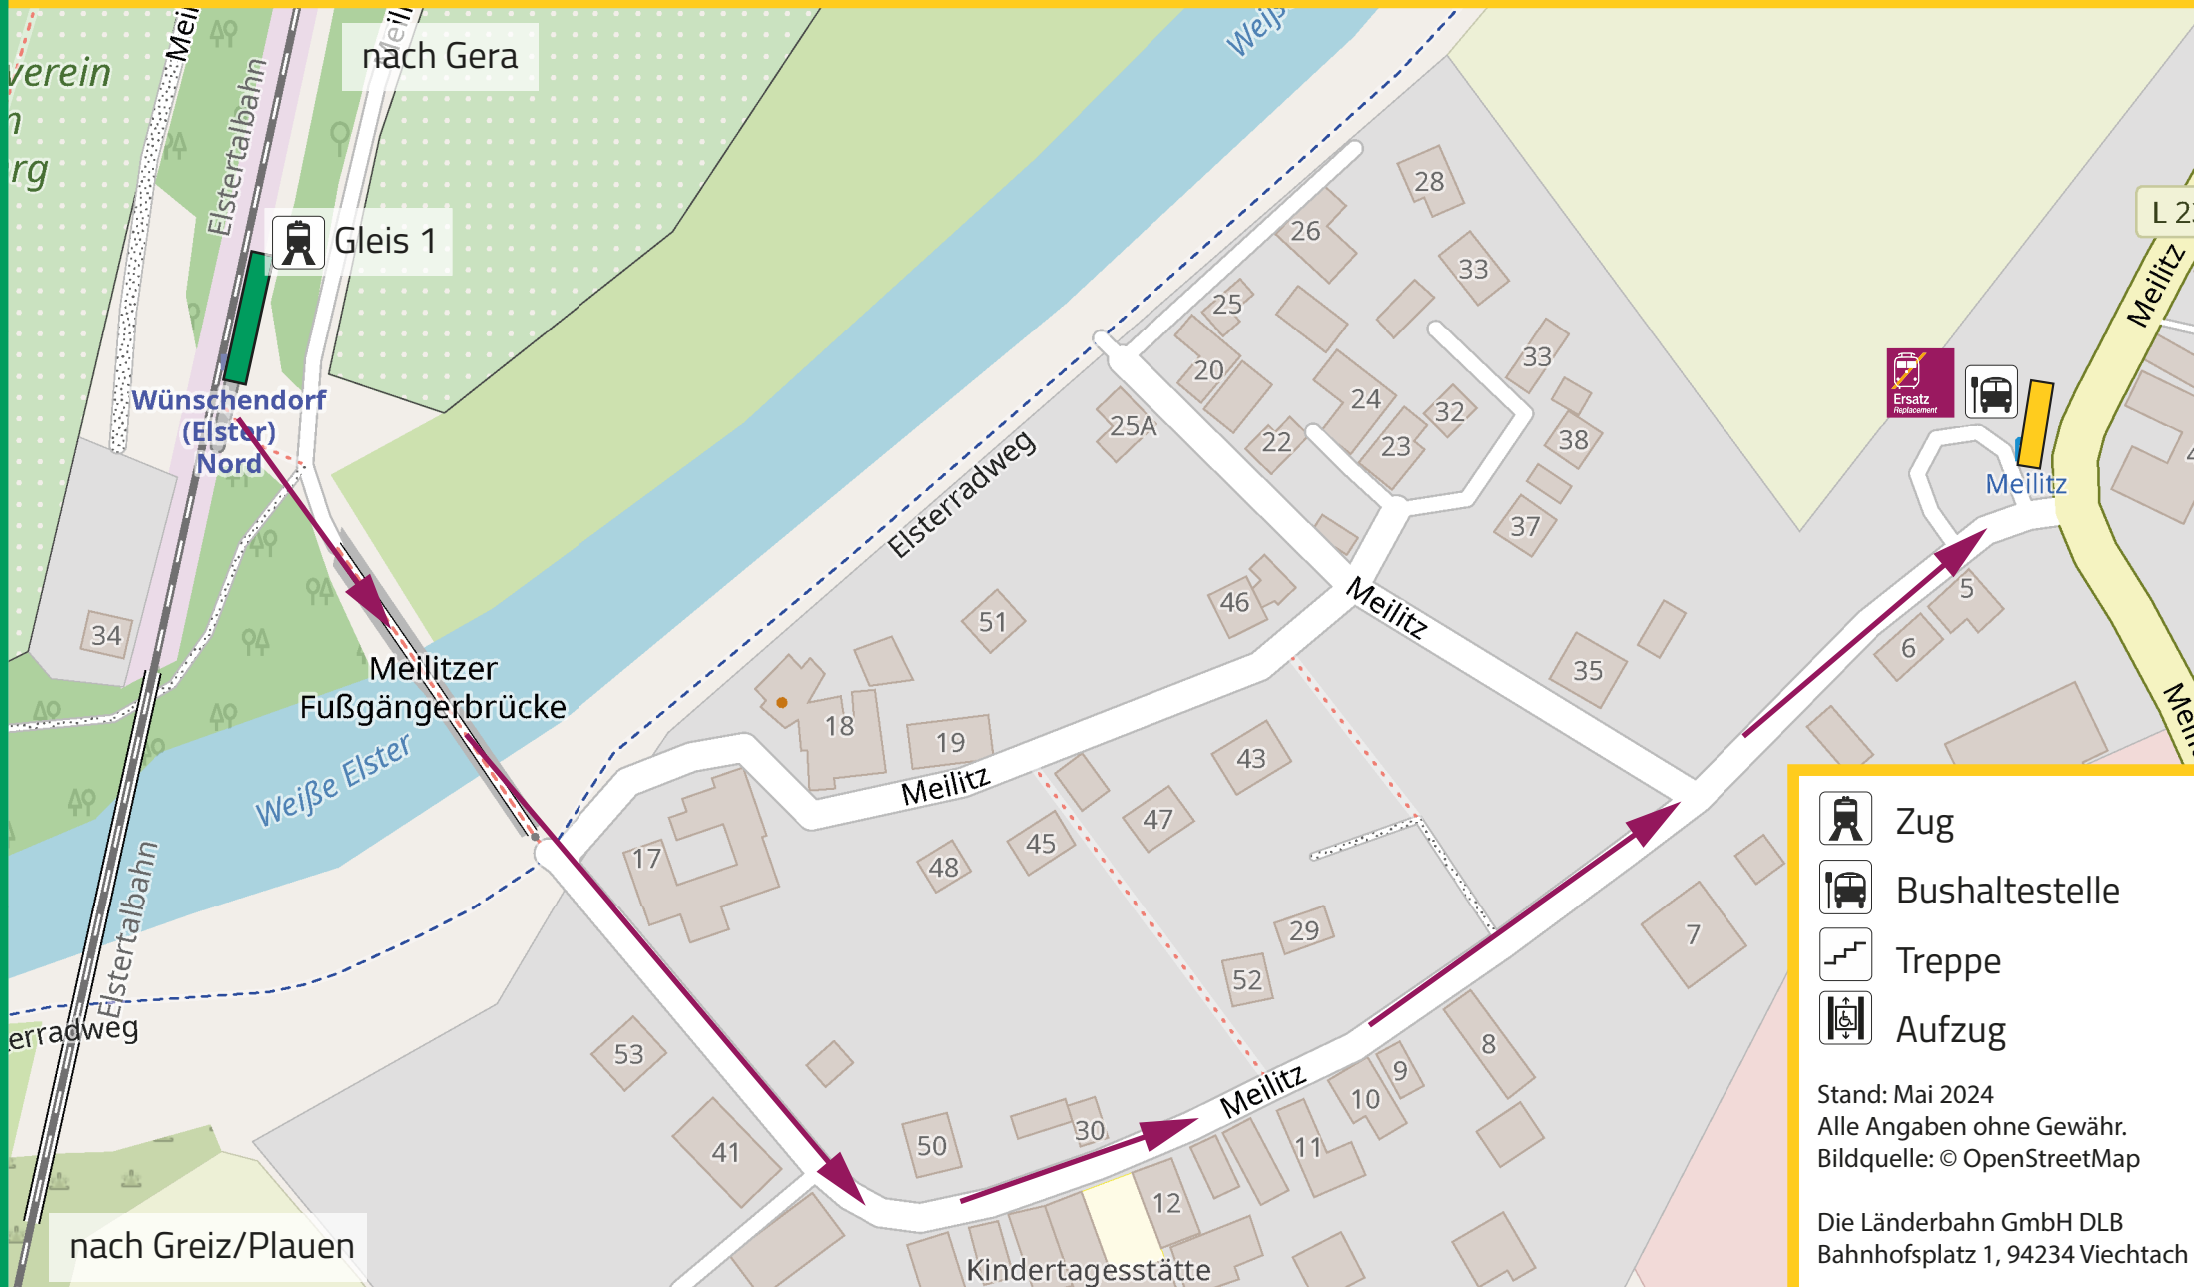 nach Gera
verein
rg
Elstertalbahn
Gleis 1
Wünschendorf
(Elster)
Nord
34
Meilitzer
Fußgängerbrücke
Weiße Elster
Elstertalbahn
erradweg
nach Greiz/Plauen
Elsterradweg
28
26
33
25
33
20
24
32
25A
22
23
38
37
46
51
Meilitz
35
18
19
43
Meilitz
47
45
48
17
29
52
7
53
8
9
10
Meilitz
11
30
50
41
12
Kindertagesstätte
L 2
Meilitz
Ersatz
Replacement
Meilitz
5
6
Zug
Bushaltestelle
Treppe
Aufzug
Stand: Mai 2024
Alle Angaben ohne Gewähr.
Bildquelle: © OpenStreetMap
Die Länderbahn GmbH DLB
Bahnhofsplatz 1, 94234 Viechtach